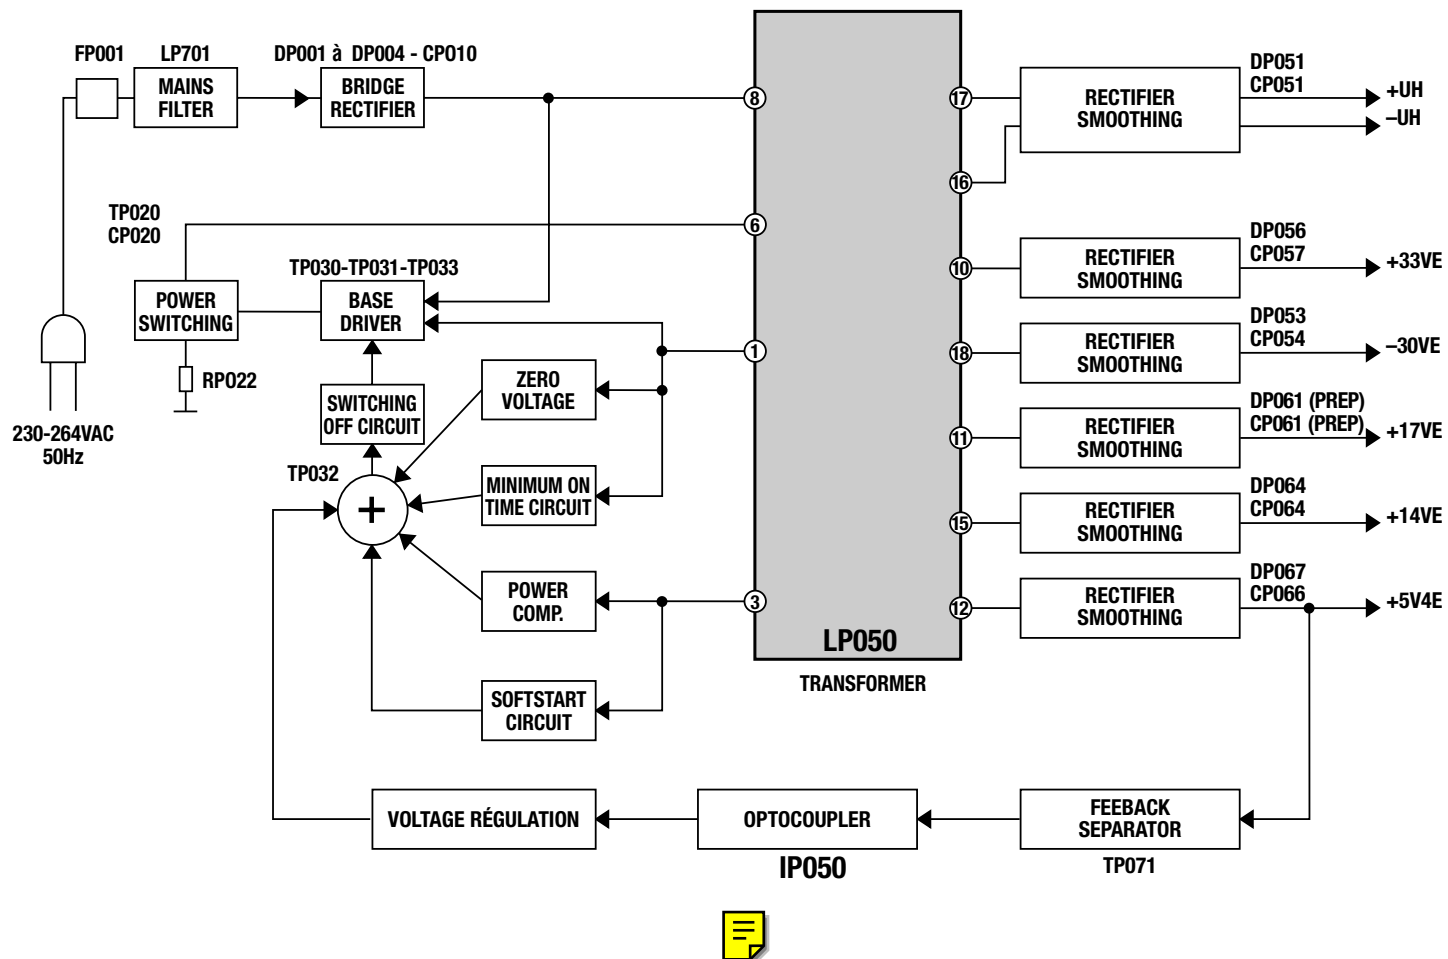 FP001
LP701
DP001 à DP004 - CP010
MAINS
FILTER
BRIDGE
RECTIFIER
8
17
16
RECTIFIER
SMOOTHING
DP051
CP051
+UH
–UH
TP020
CP020
6
TP030-TP031-TP033
POWER
SWITCHING
BASE
DRIVER
10
RECTIFIER
SMOOTHING
DP056
CP057
+33VE
RP022
230-264VAC
50Hz
1
18
RECTIFIER
SMOOTHING
DP053
CP054
–30VE
ZERO
VOLTAGE
SWITCHING
OFF CIRCUIT
11
RECTIFIER
SMOOTHING
DP061 (PREP)
CP061 (PREP)
+17VE
TP032
+
MINIMUM ON
TIME CIRCUIT
15
RECTIFIER
SMOOTHING
DP064
CP064
+14VE
POWER
COMP.
3
12
RECTIFIER
SMOOTHING
DP067
CP066
+5V4E
LP050
TRANSFORMER
SOFTSTART
CIRCUIT
VOLTAGE RÉGULATION
OPTOCOUPLER
IP050
FEEBACK
SEPARATOR
TP071